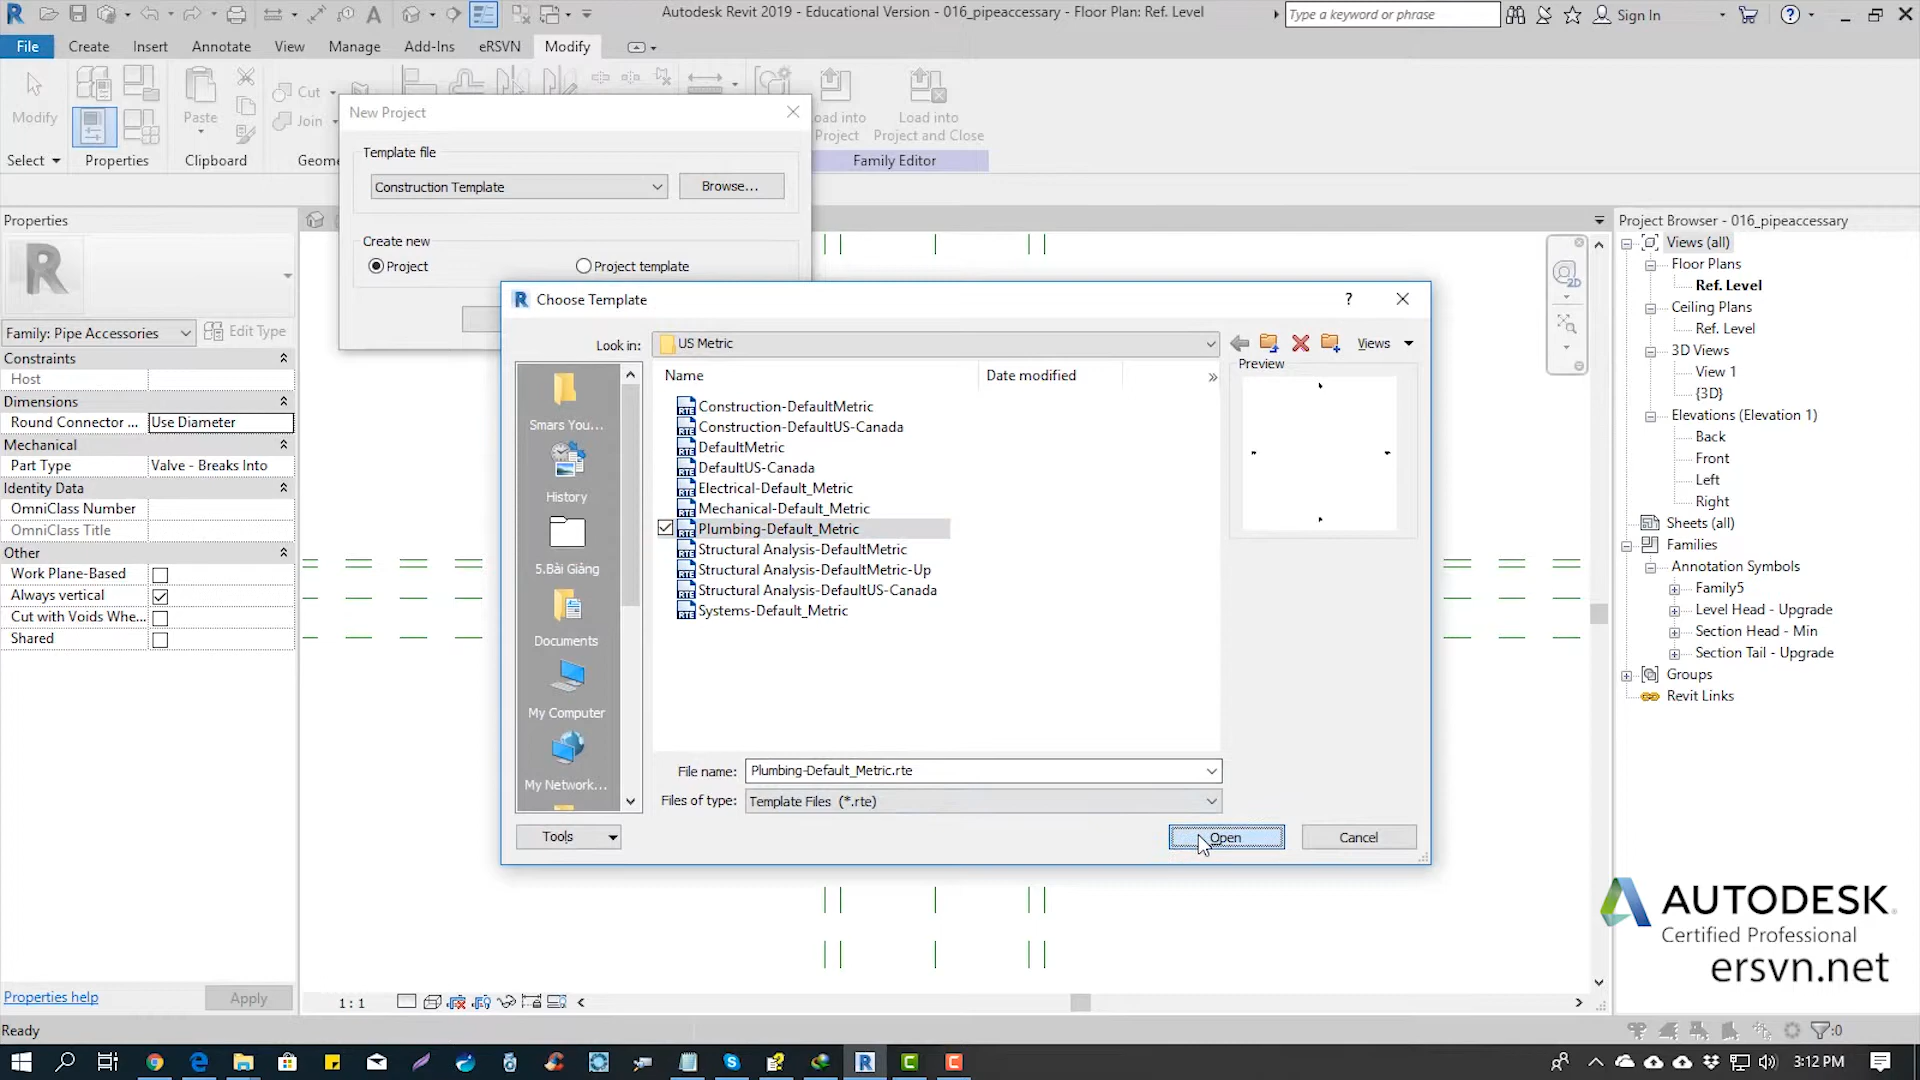 Autodesk Revit 2019 - Educational Version - 016_pipeaccessary - Floor Plan: Ref. Level
Type a keyword or phrase
Sign In
File Create Insert Annotate View Manage Add-Ins eRSVN Modify
Modify
Paste
Cut
Join
Load into
Project and Close
Project
Select Properties Clipboard Family Editor
New Project
Template file
Construction Template
Browse...
Create new
Project
Project template
Properties
Family: Pipe Accessories
Edit Type
Constraints
Host
Dimensions
Round Connector ... Use Diameter
Mechanical
Part Type Valve - Breaks Into
Identity Data
OmniClass Number
OmniClass Title
Other
Work Plane-Based
Always vertical
Cut with Voids Whe...
Shared
Properties help
Apply
Choose Template
?
Look in: US Metric
Views
Name
Date modified
»
Preview
Construction-DefaultMetric
Construction-DefaultUS-Canada
DefaultMetric
DefaultUS-Canada
Electrical-Default_Metric
Mechanical-Default_Metric
Plumbing-Default_Metric
Structural Analysis-DefaultMetric
Structural Analysis-DefaultMetric-Up
Structural Analysis-DefaultUS-Canada
Systems-Default_Metric
Smars You...
History
5.Bài Giảng
Documents
My Computer
My Network...
File name: Plumbing-Default_Metric.rte
Files of type: Template Files (*.rte)
Tools
Open
Cancel
Project Browser - 016_pipeaccessary
Views (all)
Floor Plans
Ref. Level
Ceiling Plans
Ref. Level
3D Views
View 1
{3D}
Elevations (Elevation 1)
Back
Front
Left
Right
Sheets (all)
Families
Annotation Symbols
Family5
Level Head - Upgrade
Section Head - Min
Section Tail - Upgrade
Groups
Revit Links
AUTODESK
Certified Professional
ersvn.net
1 : 1
Ready
:0
3:12 PM